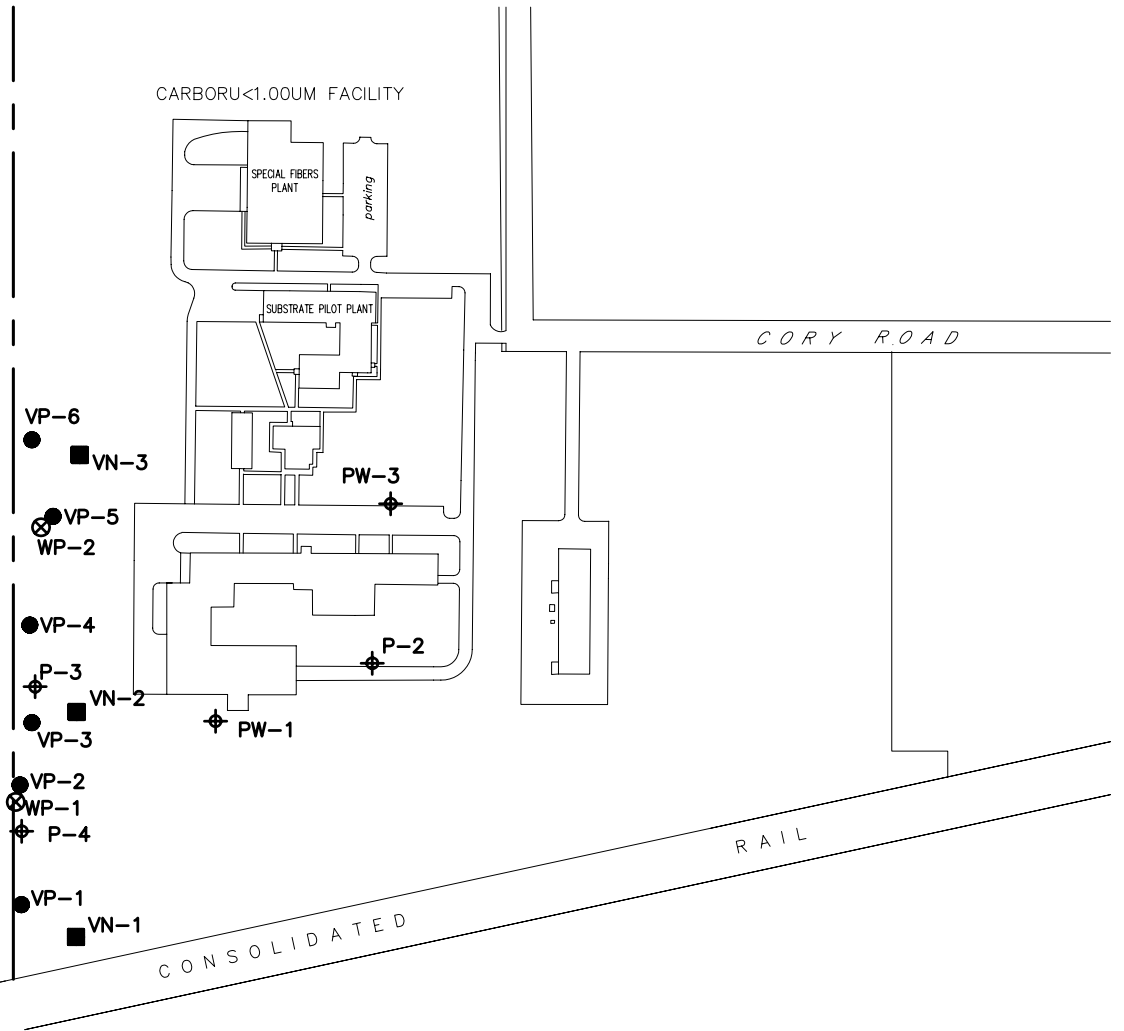 CARBORU<1.00UM FACILITY
SPECIAL FIBERS
PLANT
parking
SUBSTRATE PILOT PLANT
CORY R.OAD
VP-6
VN-3
PW-3
VP-5
WP-2
VP-4
P-2
P-3
VN-2
PW-1
VP-3
VP-2
WP-1
P-4
RAIL
VP-1
VN-1
CONSOLIDATED